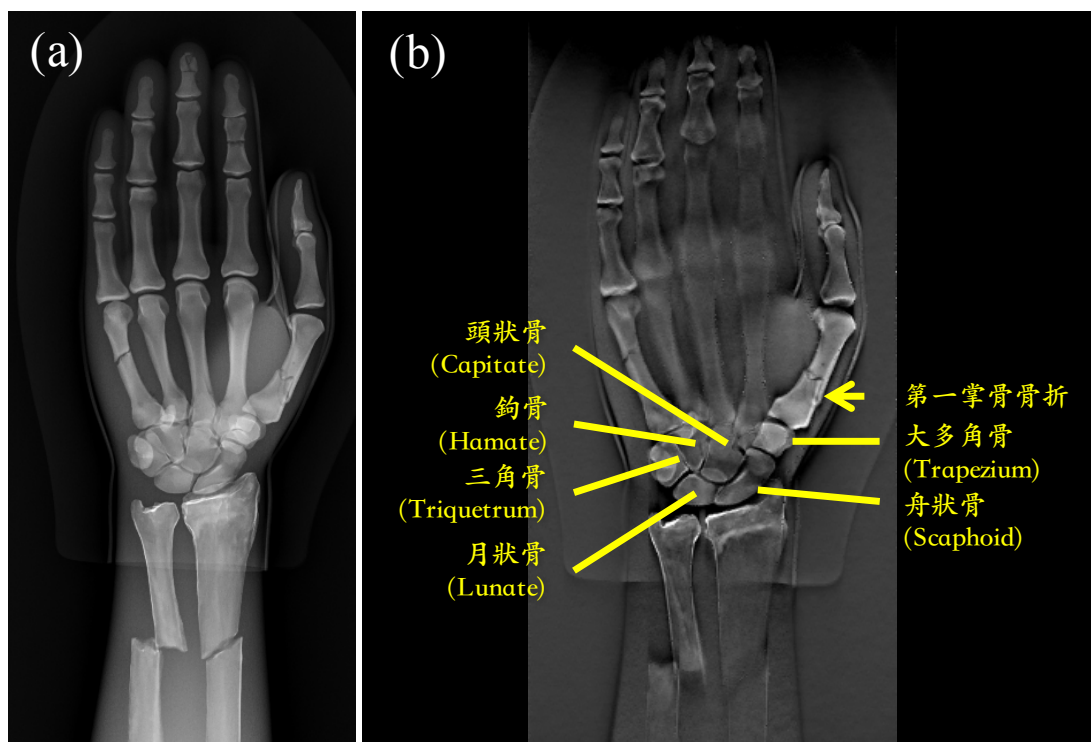 (a)
(b)
頭狀骨
(Capitate)
鉤骨
(Hamate)
三角骨
(Triquetrum)
月狀骨
(Lunate)
第一掌骨骨折
大多角骨
(Trapezium)
舟狀骨
(Scaphoid)